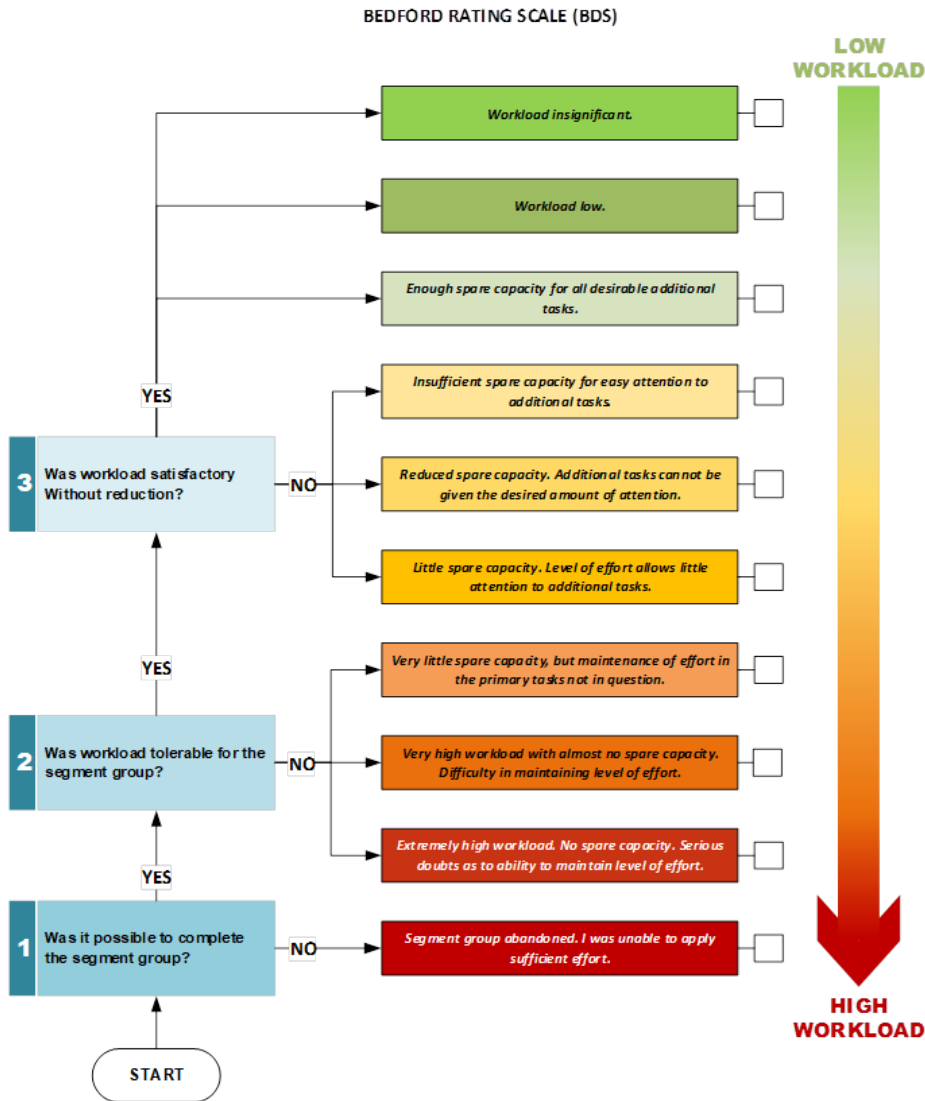 BEDFORD RATING SCALE (BDS)
LOW
WORKLOAD
Workload insignificant.
Workload low.
Enough spare capacity for all desirable additional
tasks.
YES
Insufficient spare capacity for easy attention to
additional tasks.
3
Was workload satisfactory
Without reduction?
NO
Reduced spare capacity. Additional tasks cannot be
given the desired amount of attention.
Little spare capacity. Level of effort allows little
attention to additional tasks.
YES
Very little spare capacity, but maintenance of effort in
the primary tasks not in question.
2
Was workload tolerable for the
segment group?
NO
Very high workload with almost no spare capacity.
Difficulty in maintaining level of effort.
Extremely high workload. No spare capacity. Serious
doubts as to ability to maintain level of effort.
YES
1
Was it possible to complete
the segment group?
NO
Segment group abandoned. I was unable to apply
sufficient effort.
HIGH
WORKLOAD
START